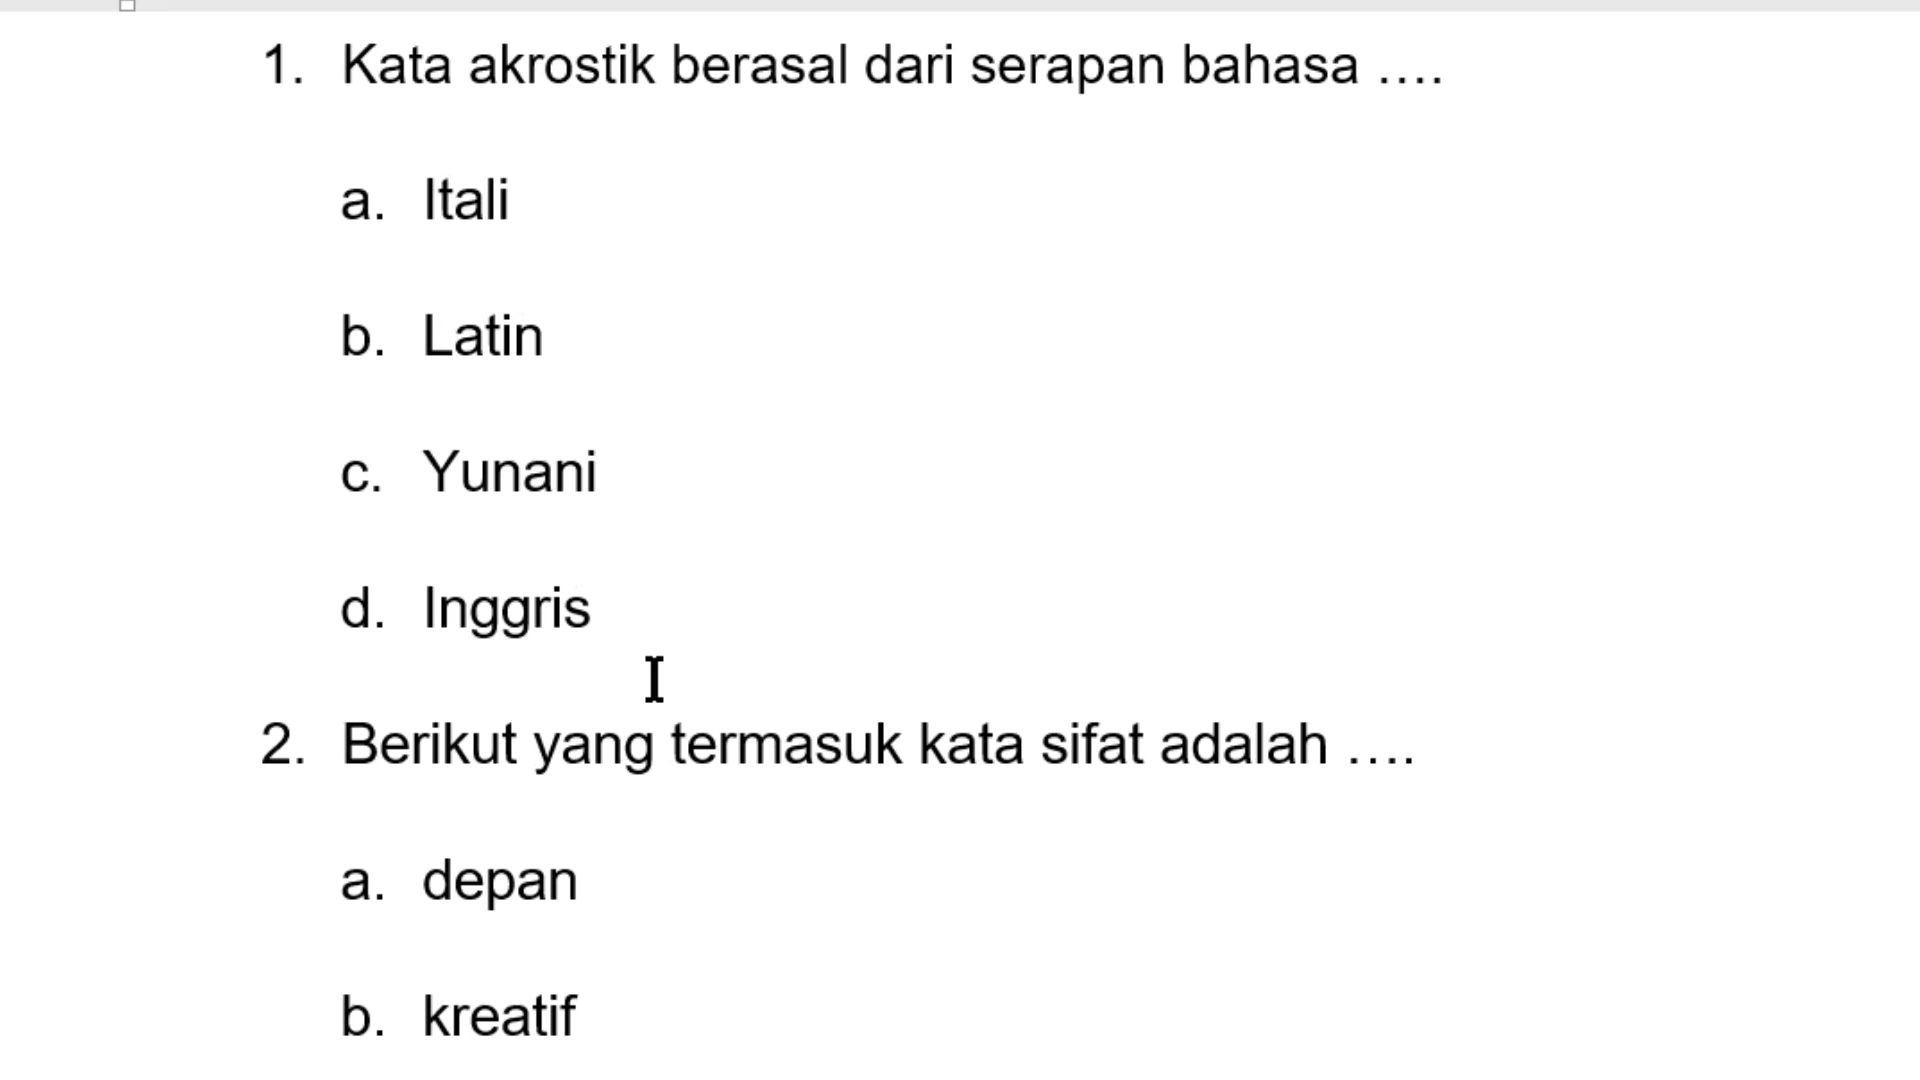 1. Kata akrostik berasal dari serapan bahasa ....
a. Itali
b. Latin
c. Yunani
d. Inggris
2. Berikut yang termasuk kata sifat adalah ....
a. depan
b. kreatif